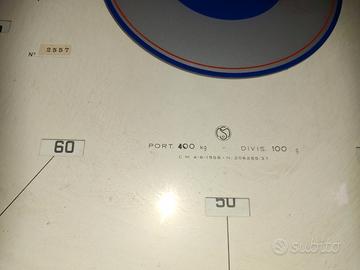 N° 2557
PORT. 400 kg - DIVIS. 100 g
60
50
subito